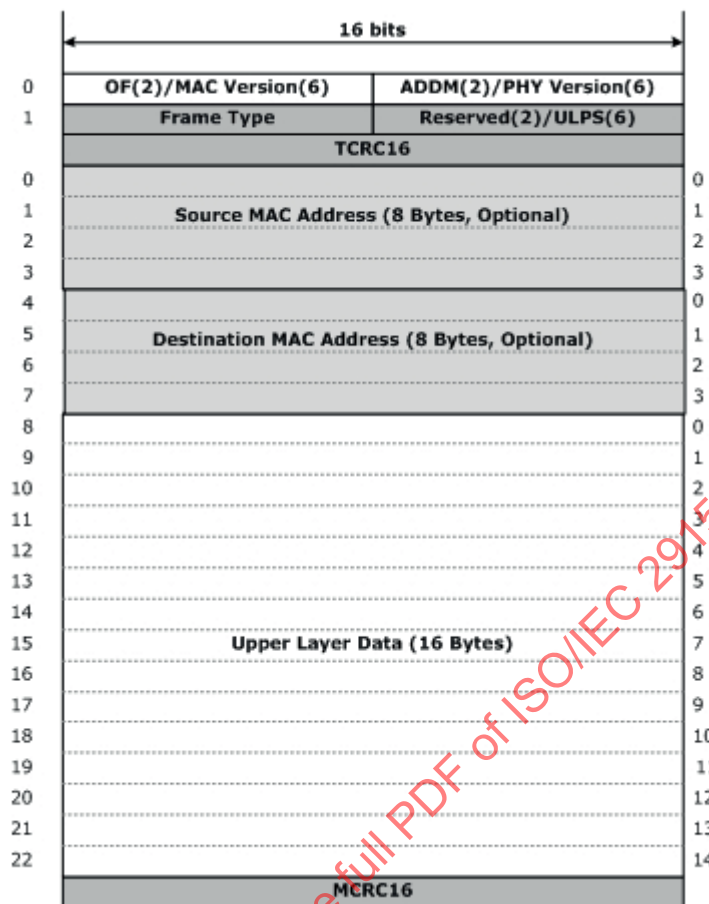 16 bits
0 OF(2)/MAC Version(6) ADDM(2)/PHY Version(6)
1 Frame Type Reserved(2)/ULPS(6)
TCRC16
0 0
1 Source MAC Address (8 Bytes, Optional) 1
2 2
3 3
4 0
5 Destination MAC Address (8 Bytes, Optional) 1
6 2
7 3
8 0
9 1
10 2
11 3
12 4
13 5
14 6
15 Upper Layer Data (16 Bytes) 7
16 8
17 9
18 10
19 11
20 12
21 13
22 14
MCRC16
full PDF of ISO/IEC 2915